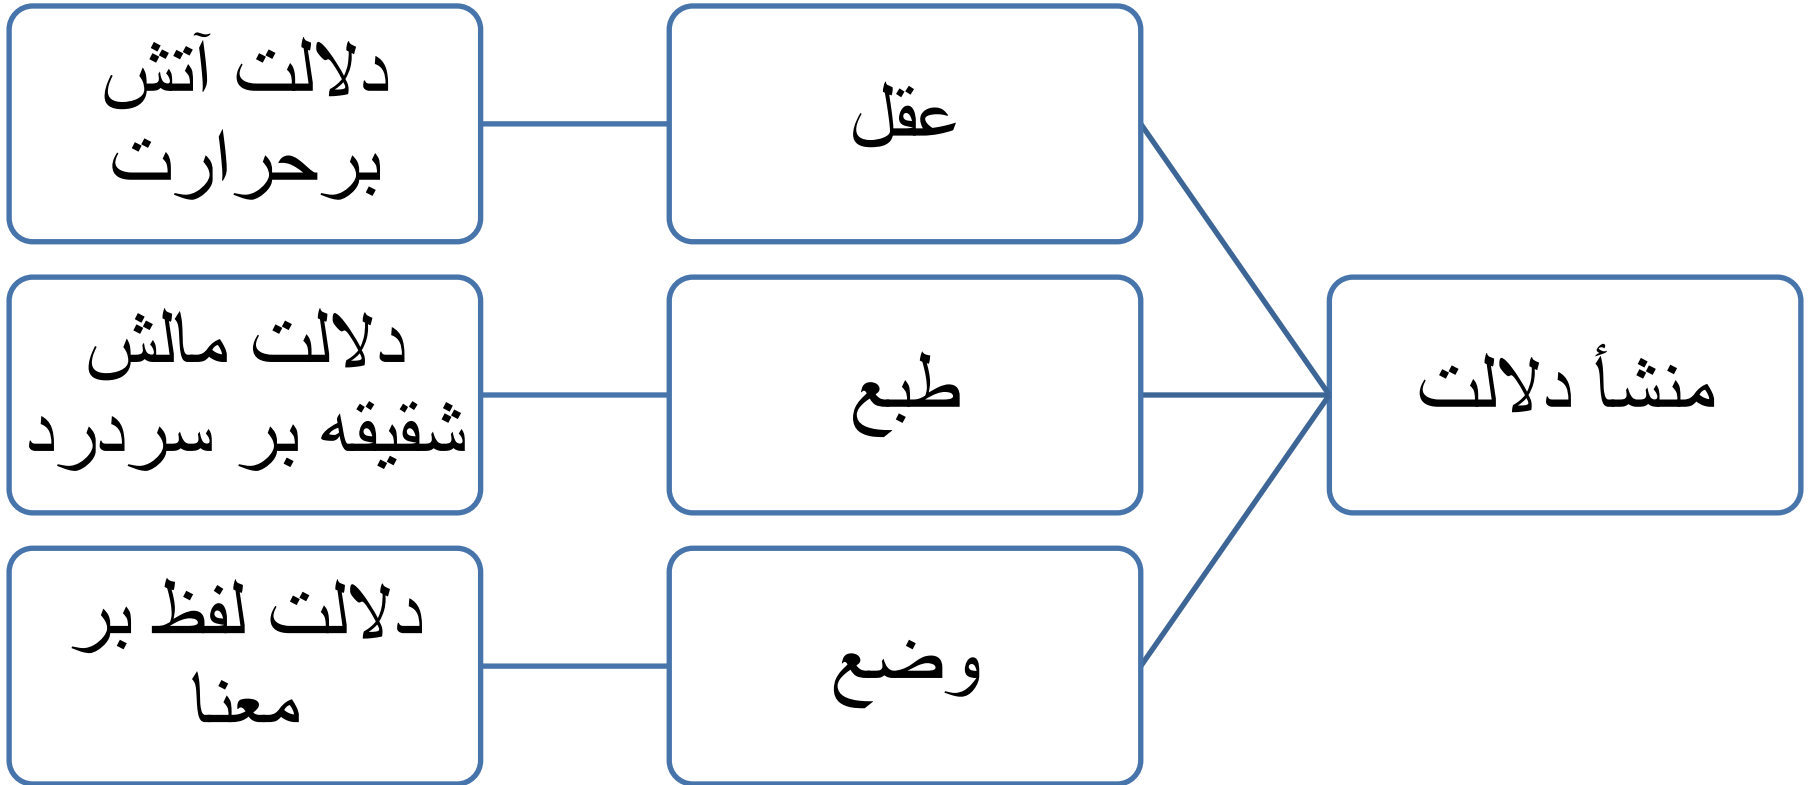 منشأ دلالت
عقل
دلالت آتش
برحرارت
طبع
دلالت مالش
شقیقه بر سردرد
وضع
دلالت لفظ بر
معنا